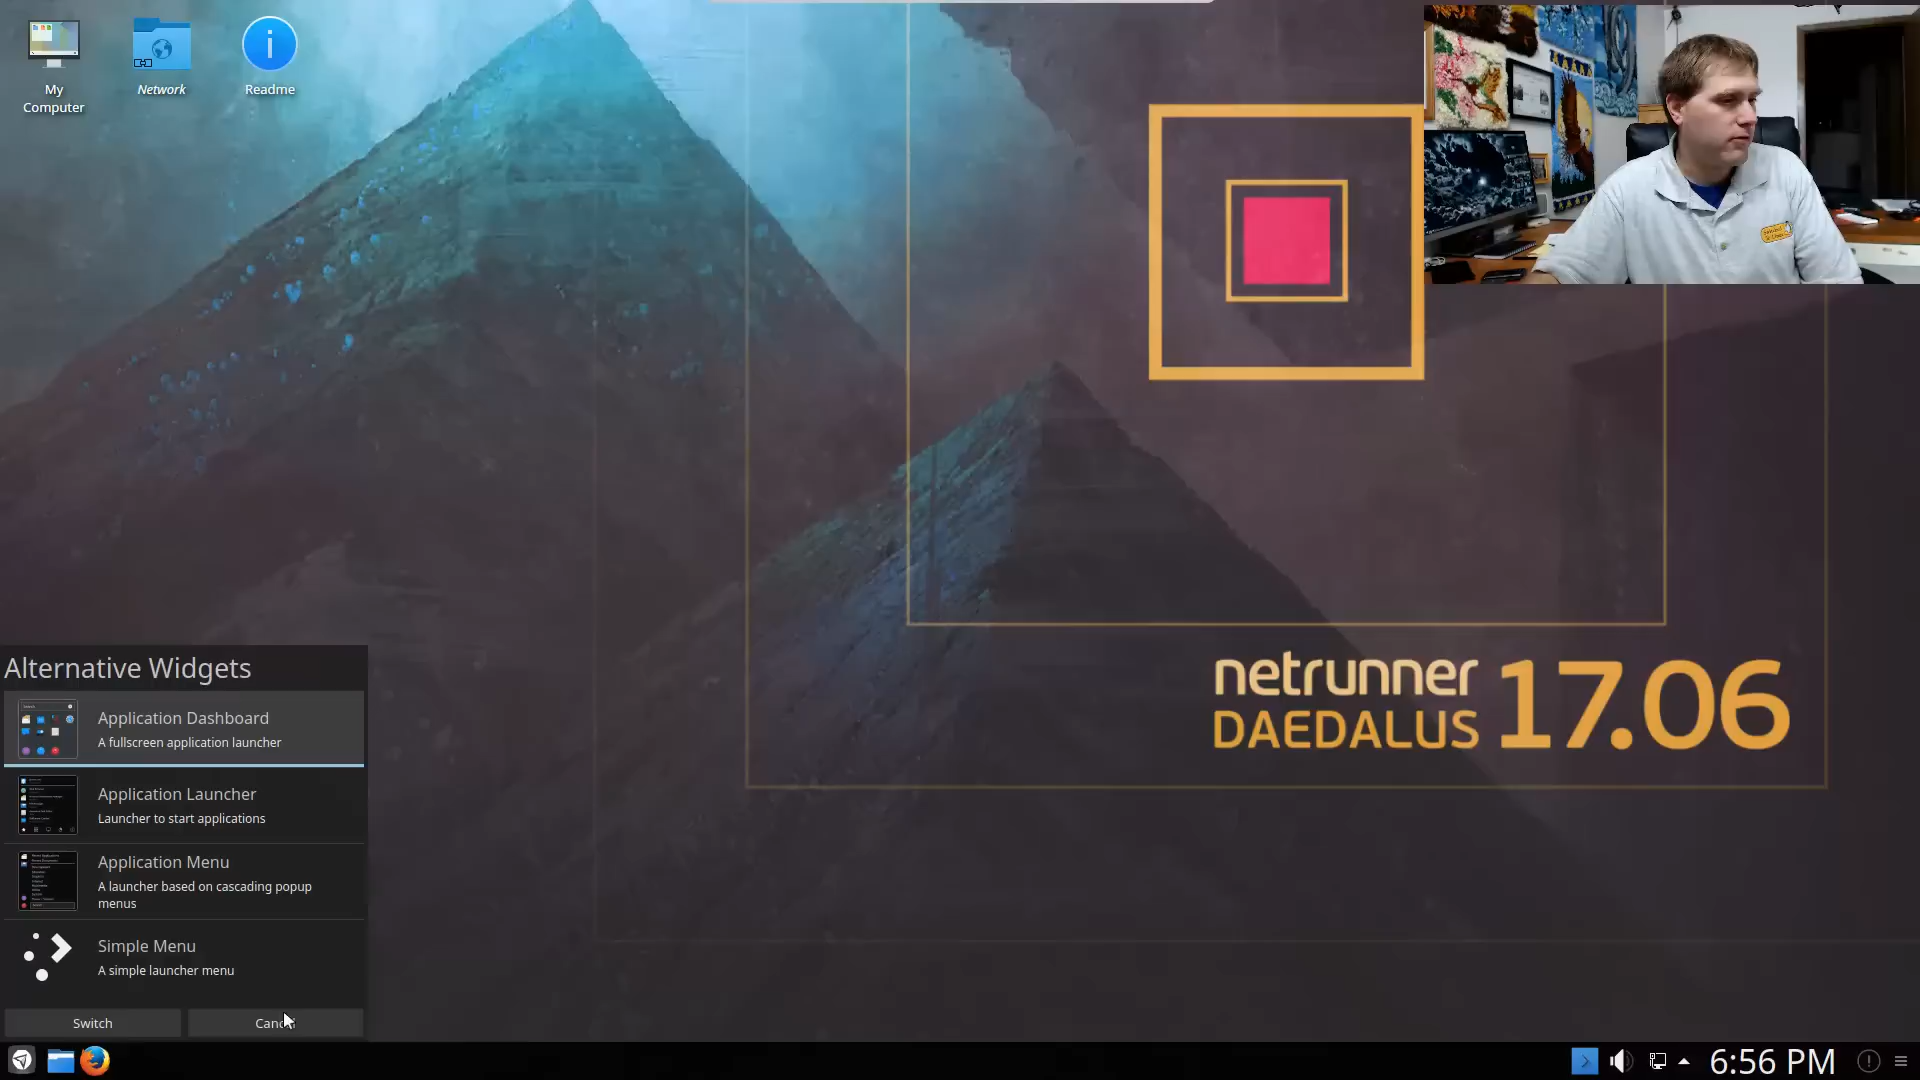 My
Computer
Network
Readme
netrunner
DAEDALUS 17.06
Alternative Widgets
Application Dashboard
A fullscreen application launcher
Application Launcher
Launcher to start applications
Application Menu
A launcher based on cascading popup
menus
Simple Menu
A simple launcher menu
Switch
6:56 PM